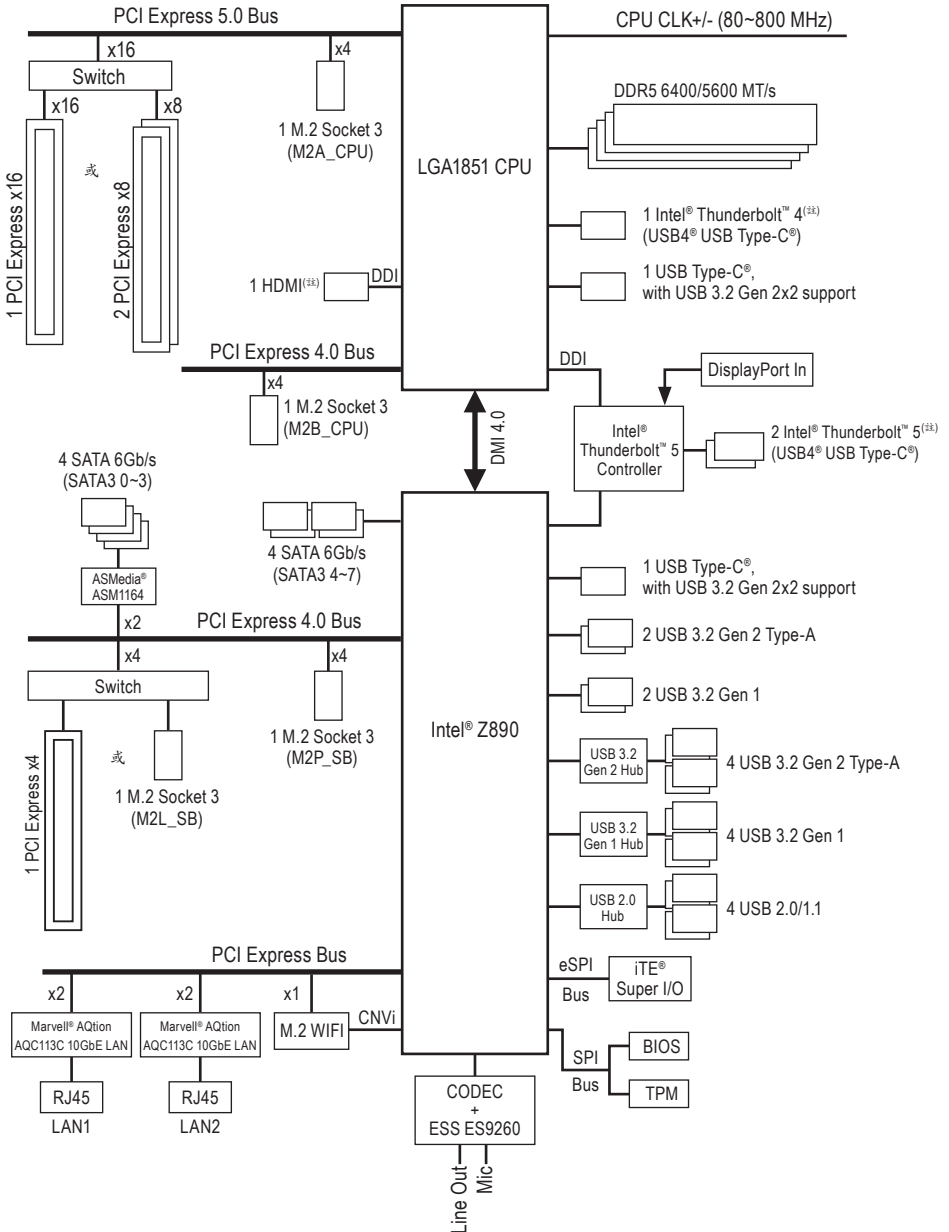 PCI Express 5.0 Bus
CPU CLK+/- (80~800 MHz)
x16
x4
Switch
x16
x8
1 PCI Express x16
或
2 PCI Express x8
1 M.2 Socket 3
(M2A_CPU)
LGA1851 CPU
DDR5 6400/5600 MT/s
1 Intel® Thunderbolt™ 4(註)
(USB4® USB Type-C®)
1 HDMI(註)
DDI
1 USB Type-C®,
with USB 3.2 Gen 2x2 support
PCI Express 4.0 Bus
x4
1 M.2 Socket 3
(M2B_CPU)
DDI
DisplayPort In
DMI 4.0
Intel®
Thunderbolt™ 5
Controller
2 Intel® Thunderbolt™ 5(註)
(USB4® USB Type-C®)
4 SATA 6Gb/s
(SATA3 0~3)
4 SATA 6Gb/s
(SATA3 4~7)
ASMedia®
ASM1164
x2
PCI Express 4.0 Bus
x4
x4
Switch
1 PCI Express x4
或
1 M.2 Socket 3
(M2L_SB)
1 M.2 Socket 3
(M2P_SB)
Intel® Z890
1 USB Type-C®,
with USB 3.2 Gen 2x2 support
2 USB 3.2 Gen 2 Type-A
2 USB 3.2 Gen 1
USB 3.2
Gen 2 Hub
4 USB 3.2 Gen 2 Type-A
USB 3.2
Gen 1 Hub
4 USB 3.2 Gen 1
USB 2.0
Hub
4 USB 2.0/1.1
PCI Express Bus
x2
x2
x1
Marvell® AQtion
AQC113C 10GbE LAN
Marvell® AQtion
AQC113C 10GbE LAN
M.2 WIFI
CNVi
RJ45
LAN1
RJ45
LAN2
eSPI
Bus
iTE®
Super I/O
SPI
Bus
BIOS
TPM
CODEC
+
ESS ES9260
Line Out
Mic